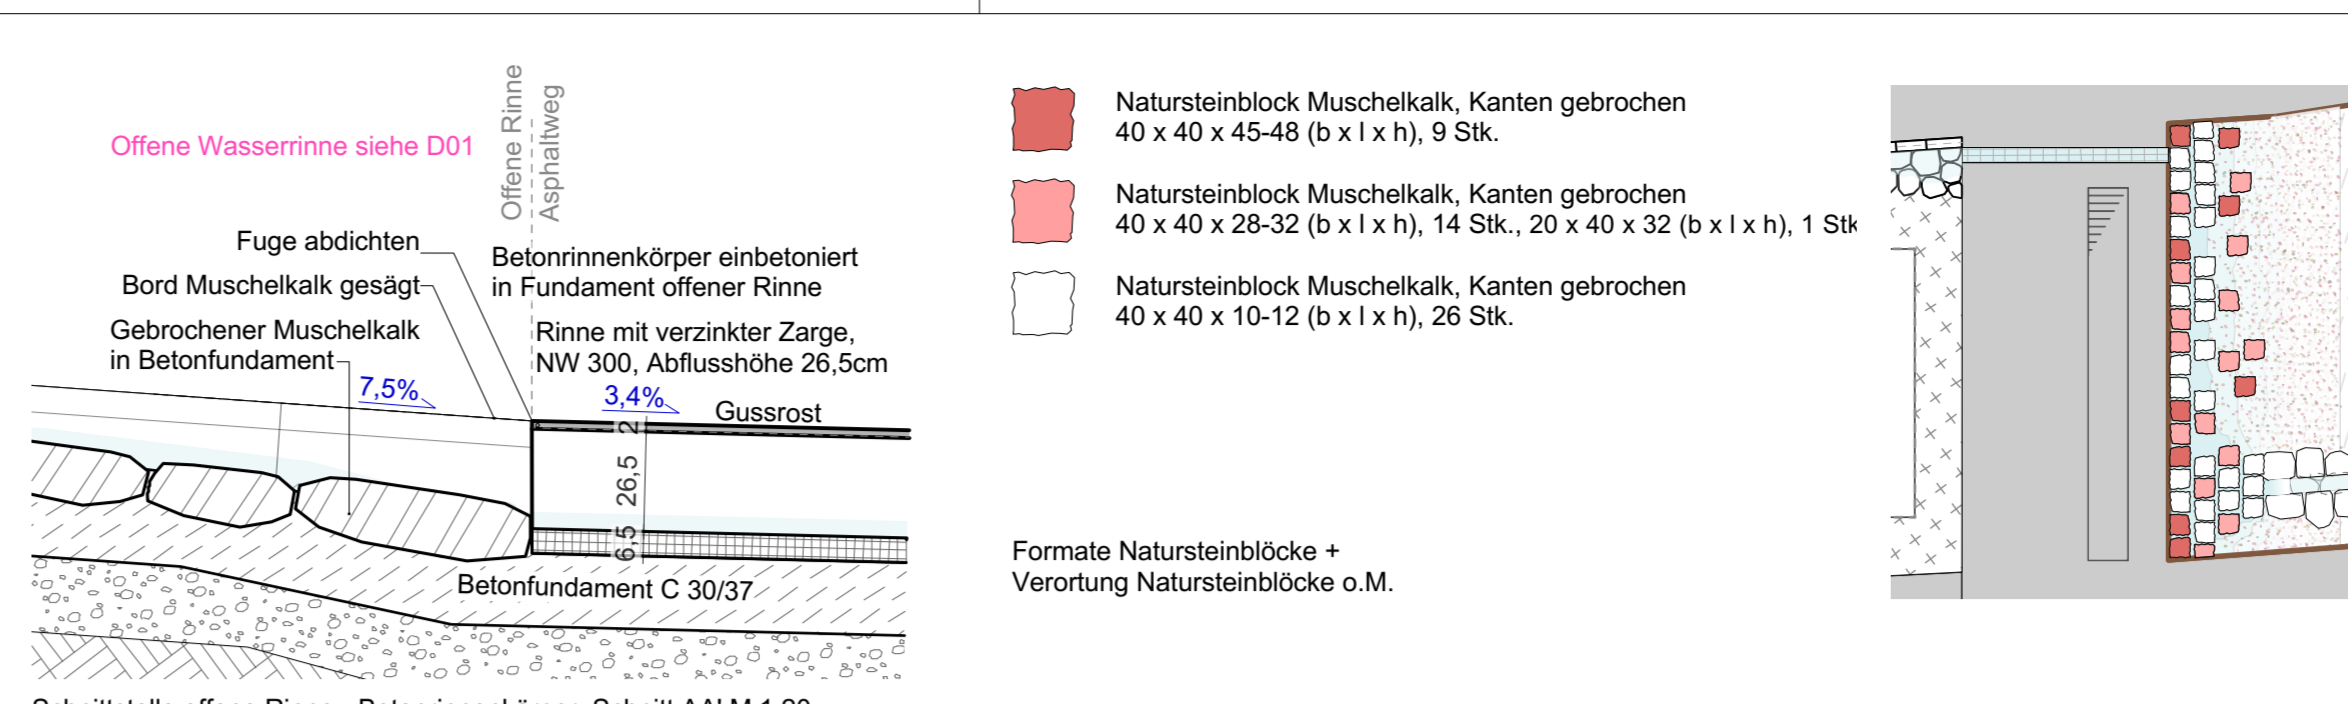 Offene Rinne
Asphaltweg
Offene Wasserrinne siehe D01
Fuge abdichten
Bord Muschelkalk gesägt
Gebrochener Muschelkalk
in Betonfundament
Betonrinnenkörper einbetoniert
in Fundament offener Rinne
Rinne mit verzinkter Zarge,
NW 300, Abflusshöhe 26,5cm
7,5%
3,4%
Gussrost
2
26,5
6,5
Betonfundament C 30/37
Natursteinblock Muschelkalk, Kanten gebrochen
40 x 40 x 45-48 (b x l x h), 9 Stk.
Natursteinblock Muschelkalk, Kanten gebrochen
40 x 40 x 28-32 (b x l x h), 14 Stk., 20 x 40 x 32 (b x l x h), 1 Stk
Natursteinblock Muschelkalk, Kanten gebrochen
40 x 40 x 10-12 (b x l x h), 26 Stk.
Formate Natursteinblöcke +
Verortung Natursteinblöcke o.M.